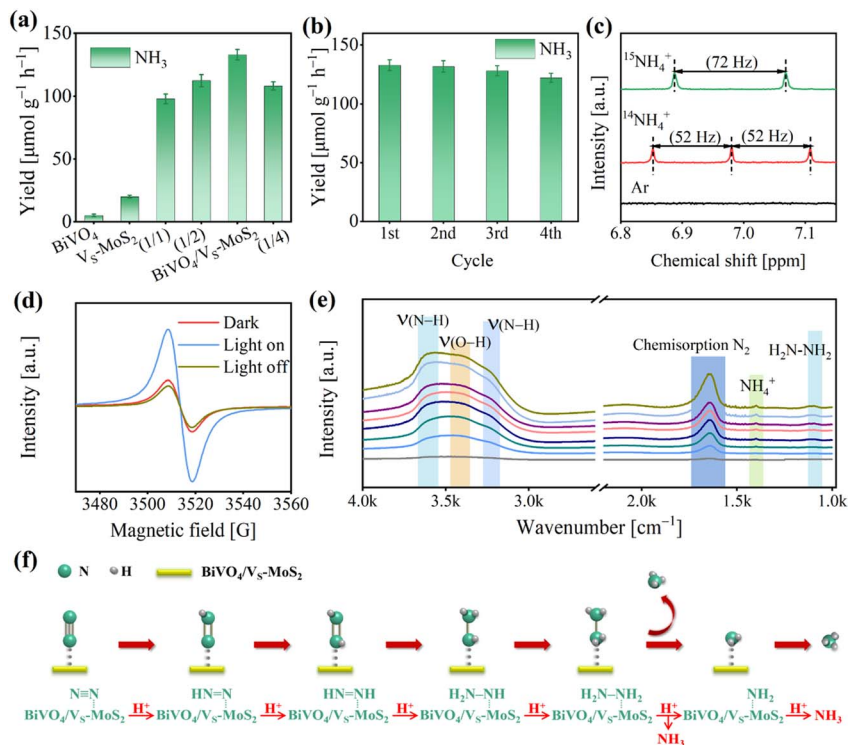 (a)
NH₃
Yield [μmol g⁻¹ h⁻¹]
150
100
50
0
BiVO₄
Vₛ-MoS₂
(1/1)
(1/2)
BiVO₄/Vₛ-MoS₂
(1/4)
(b)
NH₃
Yield [μmol g⁻¹ h⁻¹]
150
100
50
0
1st 2nd 3rd 4th
Cycle
(c)
Intensity [a.u.]
¹⁵NH₄⁺
(72 Hz)
¹⁴NH₄⁺
(52 Hz) (52 Hz)
Ar
6.8 6.9 7.0 7.1
Chemical shift [ppm]
(d)
Intensity [a.u.]
Dark
Light on
Light off
3480 3500 3520 3540 3560
Magnetic field [G]
(e)
Intensity [a.u.]
ν(N−H)
ν(O−H)
ν(N−H)
Chemisorption N₂
NH₄⁺
H₂N-NH₂
4.0k 3.5k 3.0k 2.0k 1.5k 1.0k
Wavenumber [cm⁻¹]
(f)
N H BiVO₄/Vₛ-MoS₂
N≡N HN=N HN=NH H₂N−NH H₂N−NH₂ NH₂
BiVO₄/Vₛ-MoS₂ H⁺ BiVO₄/Vₛ-MoS₂ H⁺ BiVO₄/Vₛ-MoS₂ H⁺ BiVO₄/Vₛ-MoS₂ H⁺ BiVO₄/Vₛ-MoS₂ H⁺ BiVO₄/Vₛ-MoS₂ H⁺ NH₃
NH₃